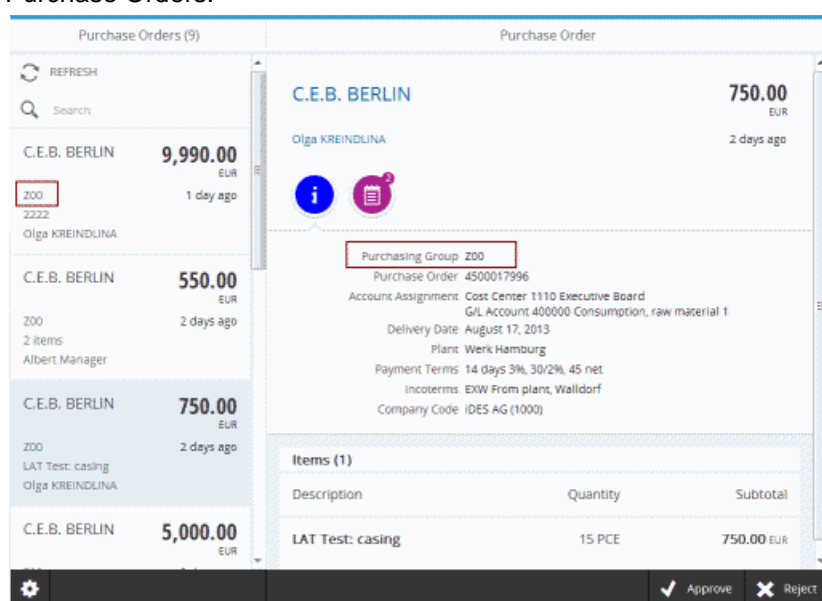 Purchase Orders.
Purchase Orders (9)
REFRESH
Search
C.E.B. BERLIN 9,990.00
EUR
Z00 1 day ago
2222
Olga KREINDLINA
C.E.B. BERLIN 550.00
EUR
Z00 2 days ago
2 items
Albert Manager
C.E.B. BERLIN 750.00
EUR
Z00 2 days ago
LAT Test: casing
Olga KREINDLINA
C.E.B. BERLIN 5,000.00
EUR
Purchase Order
C.E.B. BERLIN 750.00
EUR
Olga KREINDLINA 2 days ago
2
Purchasing Group Z00
Purchase Order 4500017996
Account Assignment Cost Center 1110 Executive Board
G/L Account 400000 Consumption, raw material 1
Delivery Date August 17, 2013
Plant Werk Hamburg
Payment Terms 14 days 3%, 30/2%, 45 net
Incoterms EXW From plant, Walldorf
Company Code IDES AG (1000)
Items (1)
Description Quantity Subtotal
LAT Test: casing 15 PCE 750.00 EUR
Approve Reject